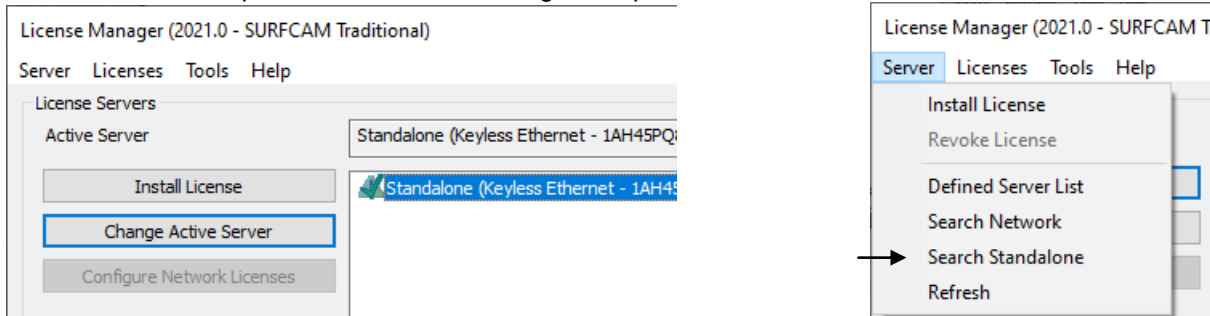 License Manager (2021.0 - SURFCAM Traditional)
Server Licenses Tools Help
License Servers
Active Server
Standalone (Keyless Ethernet - 1AH45PQ
Install License
Standalone (Keyless Ethernet - 1AH4
Change Active Server
Configure Network Licenses
License Manager (2021.0 - SURFCAM T
Server Licenses Tools Help
Install License
Revoke License
Defined Server List
Search Network
Search Standalone
Refresh